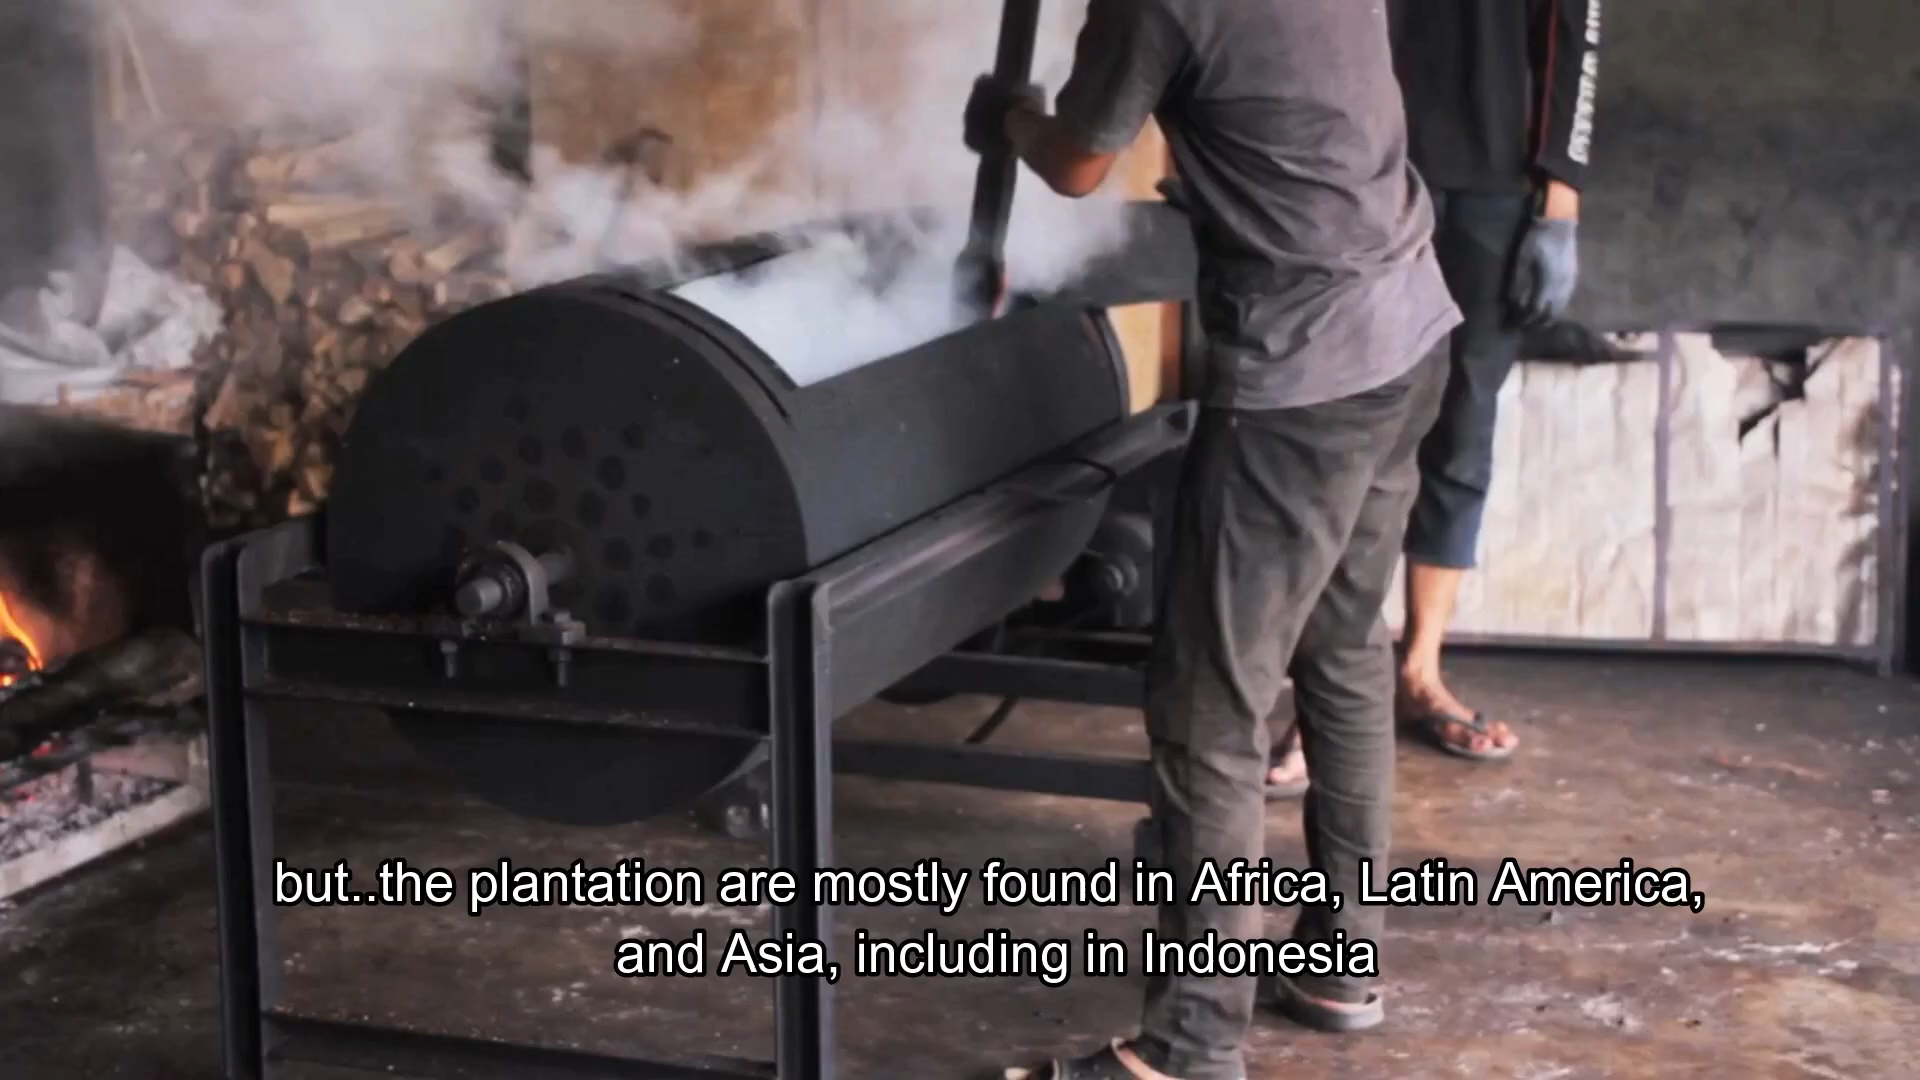 but..the plantation are mostly found in Africa, Latin America,
and Asia, including in Indonesia